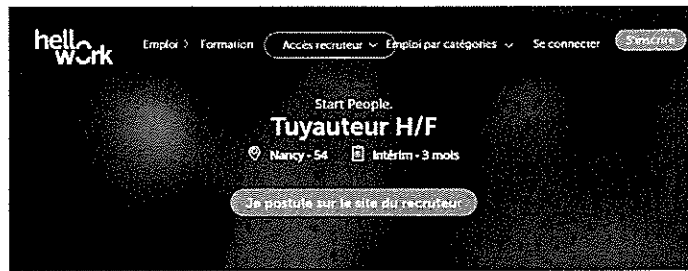 hellowork
Emploi Formation Accès recruteur Emploi par catégories Se connecter S'inscrire
Start People.
Tuyauteur H/F
Nancy - 54 Intérim - 3 mois
Je postule sur le site du recruteur